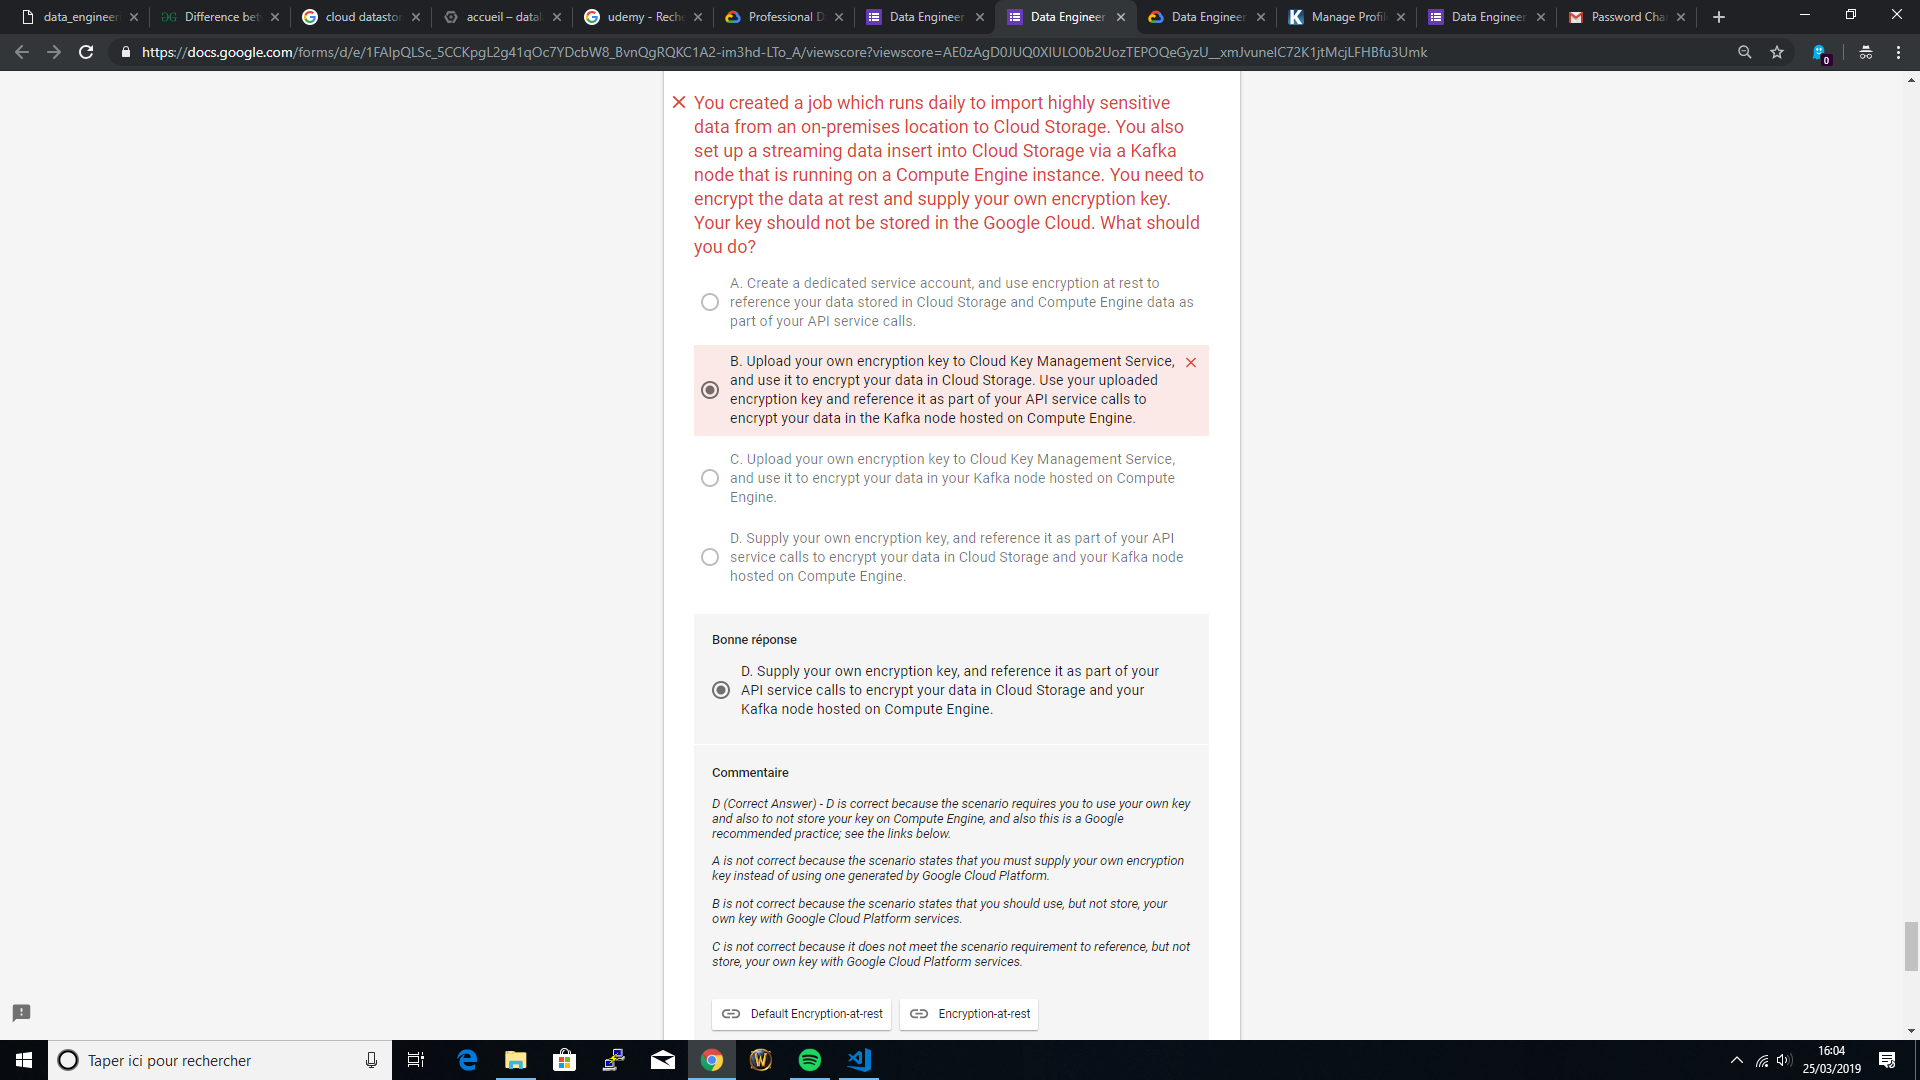 data_engineer
Difference bet
cloud datastor
accueil – datal
udemy - Rech
Professional D
Data Engineer
Data Engineer
Data Engineer
Manage Profil
Data Engineer
Password Cha
https://docs.google.com/forms/d/e/1FAIpQLSc_5CCKpgL2g41qOc7YDcbW8_BvnQgRQKC1A2-im3hd-LTo_A/viewscore?viewscore=AE0zAgD0JUQ0XIULO0b2UozTEPOQeGyzU__xmJvunelC72K1jtMcjLFHBfu3Umk
0
You created a job which runs daily to import highly sensitive
data from an on-premises location to Cloud Storage. You also
set up a streaming data insert into Cloud Storage via a Kafka
node that is running on a Compute Engine instance. You need to
encrypt the data at rest and supply your own encryption key.
Your key should not be stored in the Google Cloud. What should
you do?
A. Create a dedicated service account, and use encryption at rest to
reference your data stored in Cloud Storage and Compute Engine data as
part of your API service calls.
B. Upload your own encryption key to Cloud Key Management Service,
and use it to encrypt your data in Cloud Storage. Use your uploaded
encryption key and reference it as part of your API service calls to
encrypt your data in the Kafka node hosted on Compute Engine.
C. Upload your own encryption key to Cloud Key Management Service,
and use it to encrypt your data in your Kafka node hosted on Compute
Engine.
D. Supply your own encryption key, and reference it as part of your API
service calls to encrypt your data in Cloud Storage and your Kafka node
hosted on Compute Engine.
Bonne réponse
D. Supply your own encryption key, and reference it as part of your
API service calls to encrypt your data in Cloud Storage and your
Kafka node hosted on Compute Engine.
Commentaire
D (Correct Answer) - D is correct because the scenario requires you to use your own key
and also to not store your key on Compute Engine, and also this is a Google
recommended practice; see the links below.
A is not correct because the scenario states that you must supply your own encryption
key instead of using one generated by Google Cloud Platform.
B is not correct because the scenario states that you should use, but not store, your
own key with Google Cloud Platform services.
C is not correct because it does not meet the scenario requirement to reference, but not
store, your own key with Google Cloud Platform services.
Default Encryption-at-rest
Encryption-at-rest
Taper ici pour rechercher
16:04
25/03/2019